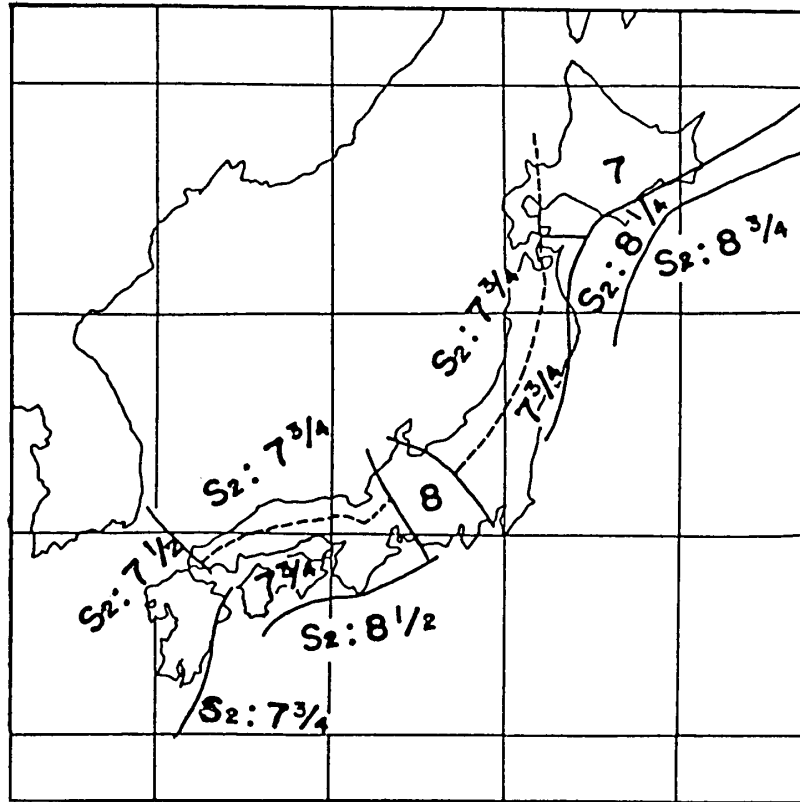 7
S2: 8 1/4
S2: 8 3/4
S2: 7 3/4
7 3/4
S2: 7 3/4
8
S2: 7 1/2
7 3/4
S2: 8 1/2
S2: 7 3/4